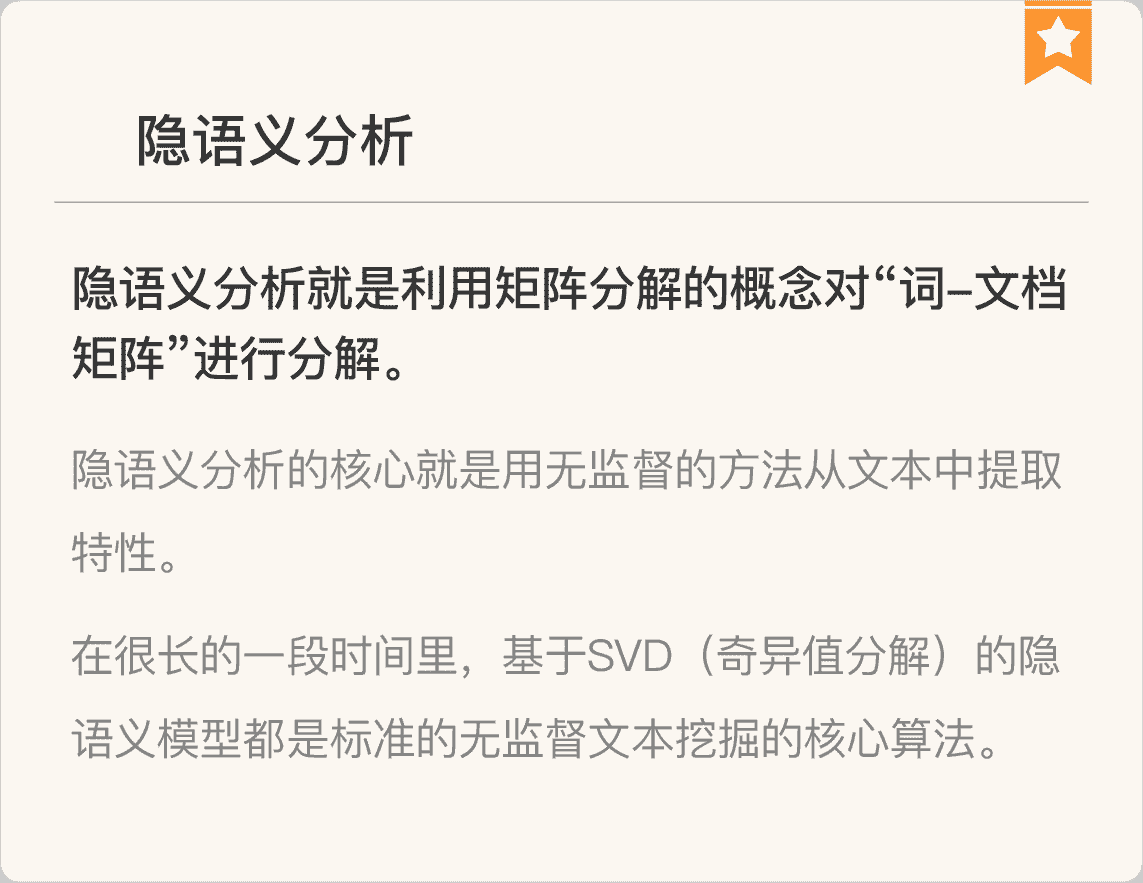 隐语义分析
隐语义分析就是利用矩阵分解的概念对“词–文档
矩阵”进行分解。
隐语义分析的核心就是用无监督的方法从文本中提取
特性。
在很长的一段时间里，基于SVD（奇异值分解）的隐
语义模型都是标准的无监督文本挖掘的核心算法。